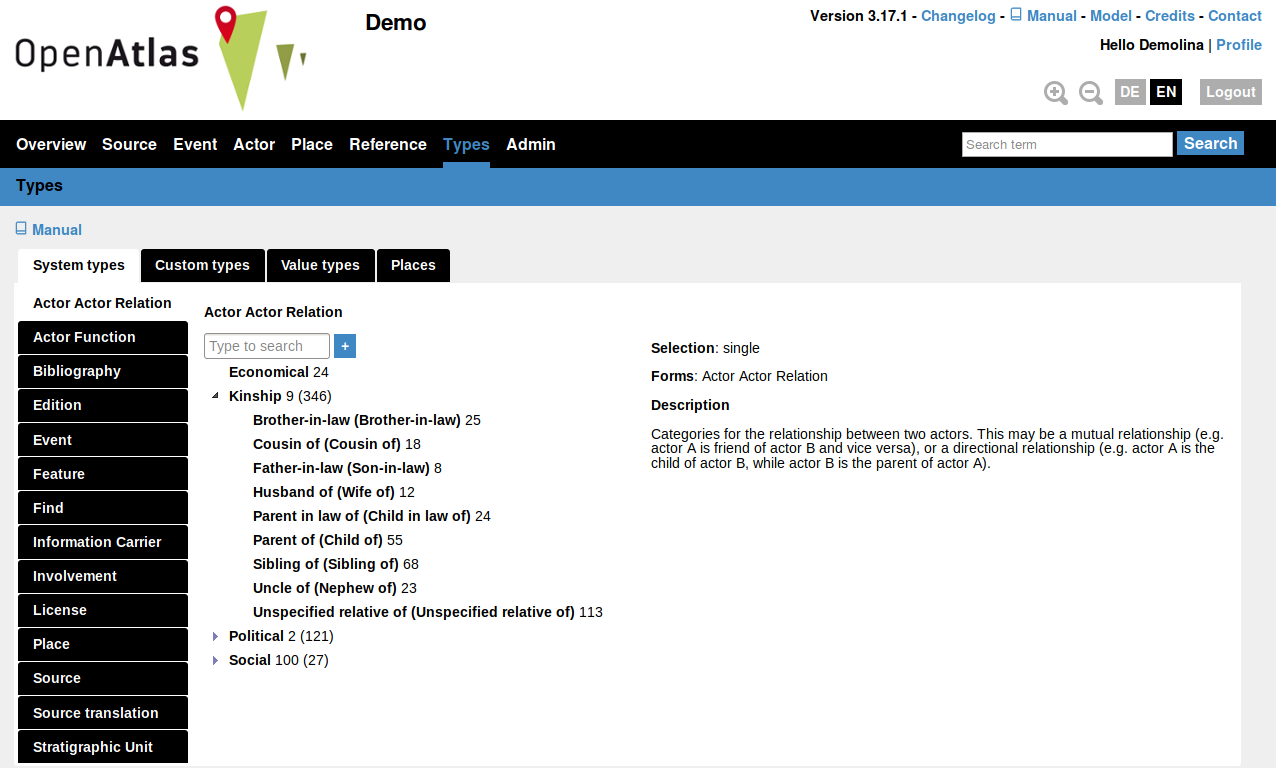 OpenAtlas
Demo
Version 3.17.1 - Changelog - Manual - Model - Credits - Contact
Hello Demolina | Profile
DE EN Logout
Overview Source Event Actor Place Reference Types Admin
Search term Search
Types
Manual
System types Custom types Value types Places
Actor Actor Relation
Actor Function
Bibliography
Edition
Event
Feature
Find
Information Carrier
Involvement
License
Place
Source
Source translation
Stratigraphic Unit
Actor Actor Relation
Type to search +
Economical 24
Kinship 9 (346)
Brother-in-law (Brother-in-law) 25
Cousin of (Cousin of) 18
Father-in-law (Son-in-law) 8
Husband of (Wife of) 12
Parent in law of (Child in law of) 24
Parent of (Child of) 55
Sibling of (Sibling of) 68
Uncle of (Nephew of) 23
Unspecified relative of (Unspecified relative of) 113
Political 2 (121)
Social 100 (27)
Selection: single
Forms: Actor Actor Relation
Description
Categories for the relationship between two actors. This may be a mutual relationship (e.g.
actor A is friend of actor B and vice versa), or a directional relationship (e.g. actor A is the
child of actor B, while actor B is the parent of actor A).